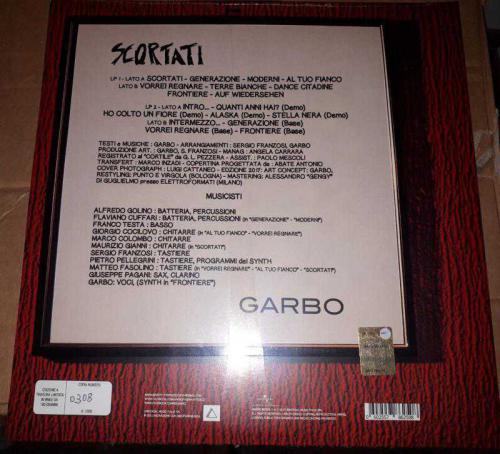 SCORTATI
LP 1 - LATO A SCORTATI - GENERAZIONE - MODERNI - AL TUO FIANCO
LATO B VORREI REGNARE - TERRE BIANCHE - DANCE CITADINE
FRONTIERE - AUF WIEDERSEHEN
LP 2 - LATO A INTRO... - QUANTI ANNI HAI? (Demo)
HO COLTO UN FIORE (Demo) - ALASKA (Demo) - STELLA NERA (Demo)
LATO B INTERMEZZO... - GENERAZIONE (Base)
VORREI REGNARE (Base) - FRONTIERE (Base)
TESTI e MUSICHE : GARBO - ARRANGIAMENTI : SERGIO FRANZOSI, GARBO
PRODUZIONE ART. : GARBO, S. FRANZOSI - MANAG : ANGELA CARRARA
REGISTRATO al "CORTILE" da G. L. PEZZERA - ASSIST. : PAOLO MESCOLI
TRANSFERT : MARCO INZADI - COPERTINA PROGETTATA da : ABATE ANTONIO
COVER PHOTOGRAPH : LUIGI CATTANEO - EDIZIONE 2017: ART CONCEPT: GARBO,
RESTYLING: PUNTO E VIRGOLA (BOLOGNA) - MASTERING: ALESSANDRO "GENGY"
DI GUGLIELMO presso ELETTROFORMATI (MILANO)
MUSICISTI
ALFREDO GOLINO : BATTERIA, PERCUSSIONI
FLAVIANO CUFFARI : BATTERIA, PERCUSSIONI (in "GENERAZIONE" - "MODERNI")
FRANCO TESTA : BASSO
GIORGIO COCILOVO : CHITARRE (in "AL TUO FIANCO" - "VORREI REGNARE")
MARCO COLOMBO : CHITARRE
MAURIZIO GIANNI : CHITARRE (in "SCORTATI")
SERGIO FRANZOSI : TASTIERE
PIETRO PELLEGRINI : TASTIERE, PROGRAMMI del SYNTH
MATTEO FASOLINO : TASTIERE (in "VORREI REGNARE" - "AL TUO FIANCO" - "SCORTATI")
GIUSEPPE PAGANI: SAX, CLARINO
GARBO: VOCI, (SYNTH in "FRONTIERE")
GARBO
EDIZIONE A
TIRATURA LIMITATA
COPIA NUMERO
0308